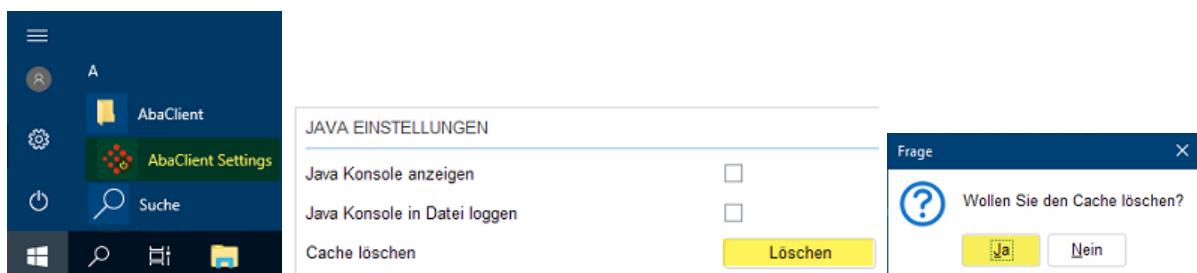 A
AbaClient
AbaClient Settings
Suche
JAVA EINSTELLUNGEN
Java Konsole anzeigen
Java Konsole in Datei loggen
Cache löschen
Löschen
Frage
Wollen Sie den Cache löschen?
Ja
Nein